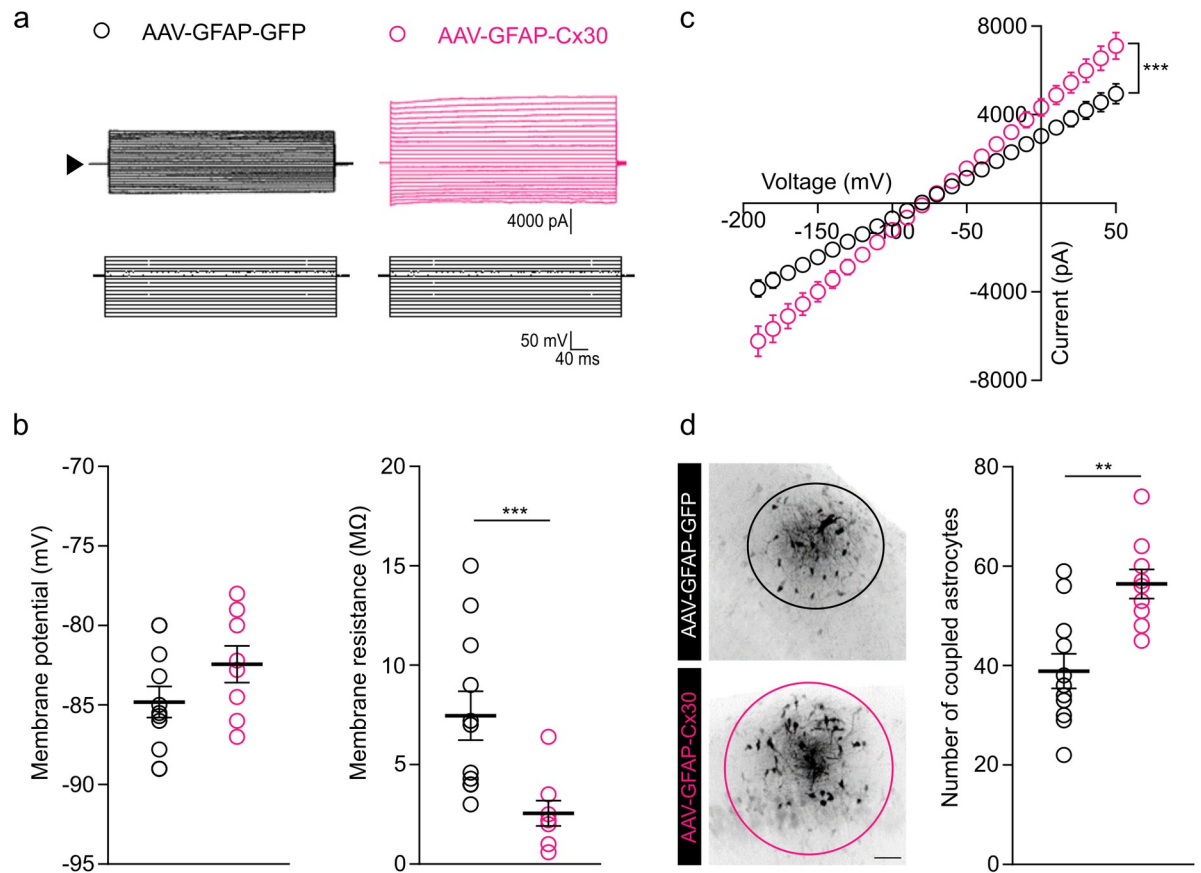 a
AAV-GFAP-GFP
AAV-GFAP-Cx30
4000 pA
50 mV
40 ms
c
8000
4000
-4000
-8000
Voltage (mV)
-200
-150
-100
-50
0
50
Current (pA)
***
b
Membrane potential (mV)
-70
-75
-80
-85
-90
-95
Membrane resistance (MΩ)
20
15
10
5
0
***
d
AAV-GFAP-GFP
AAV-GFAP-Cx30
Number of coupled astrocytes
80
60
40
20
0
**